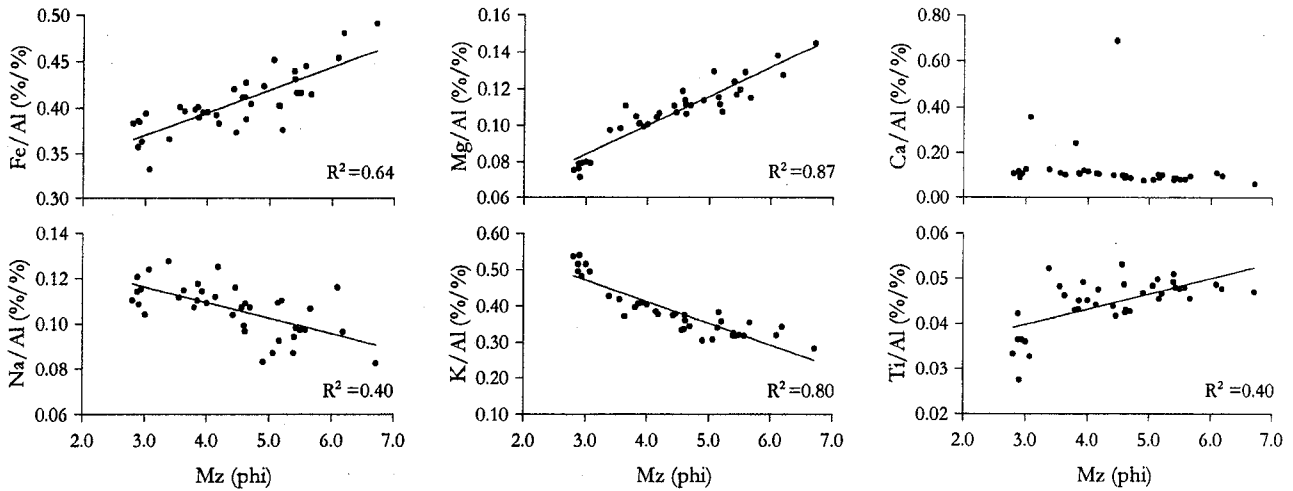 0.50
0.45
0.40
0.35
0.30
Fe/Al (%/%)
R²=0.64
0.16
0.14
0.12
0.10
0.08
0.06
Mg/Al (%/%)
R²=0.87
0.80
0.60
0.40
0.20
0.00
Ca/Al (%/%)
0.14
0.12
0.10
0.08
0.06
Na/Al (%/%)
R²=0.40
2.0 3.0 4.0 5.0 6.0 7.0
Mz (phi)
0.60
0.50
0.40
0.30
0.20
0.10
K/Al (%/%)
R²=0.80
2.0 3.0 4.0 5.0 6.0 7.0
Mz (phi)
0.06
0.05
0.04
0.03
0.02
Ti/Al (%/%)
R²=0.40
2.0 3.0 4.0 5.0 6.0 7.0
Mz (phi)